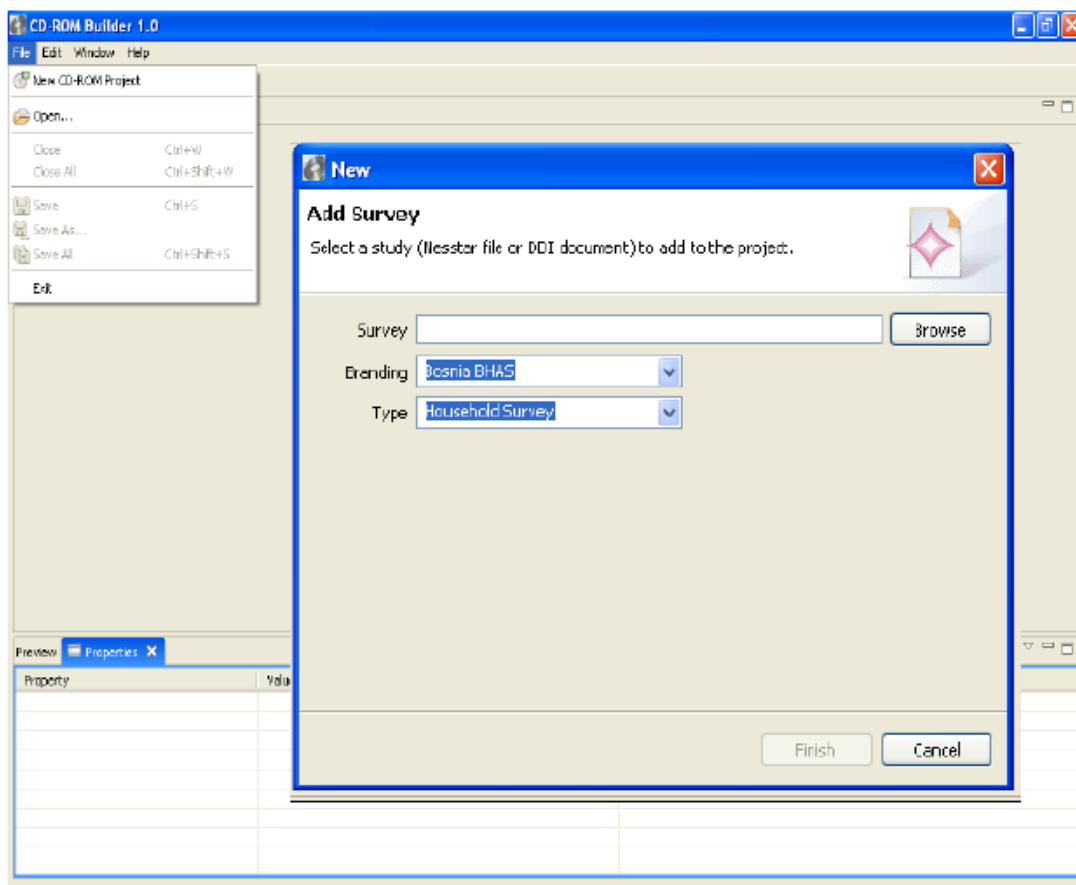 CD-ROM Builder 1.0
File Edit Window Help
New CD-ROM Project
Open...
Close Ctrl+W
Close All Ctrl+Shift+W
Save Ctrl+S
Save As...
Save All Ctrl+Shift+S
Exit
New
Add Survey
Select a study (Nesstar file or DDI document) to add to the project.
Survey Browse
Branding Bosnia BHAS
Type Household Survey
Preview Properties
Property Valu
Finish Cancel